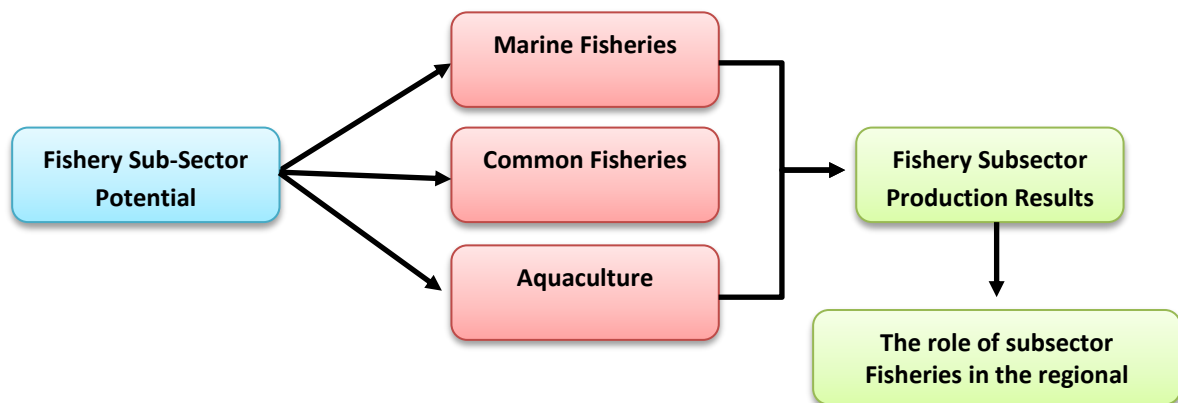 Marine Fisheries
Fishery Sub-Sector
Potential
Common Fisheries
Aquaculture
Fishery Subsector
Production Results
The role of subsector
Fisheries in the regional